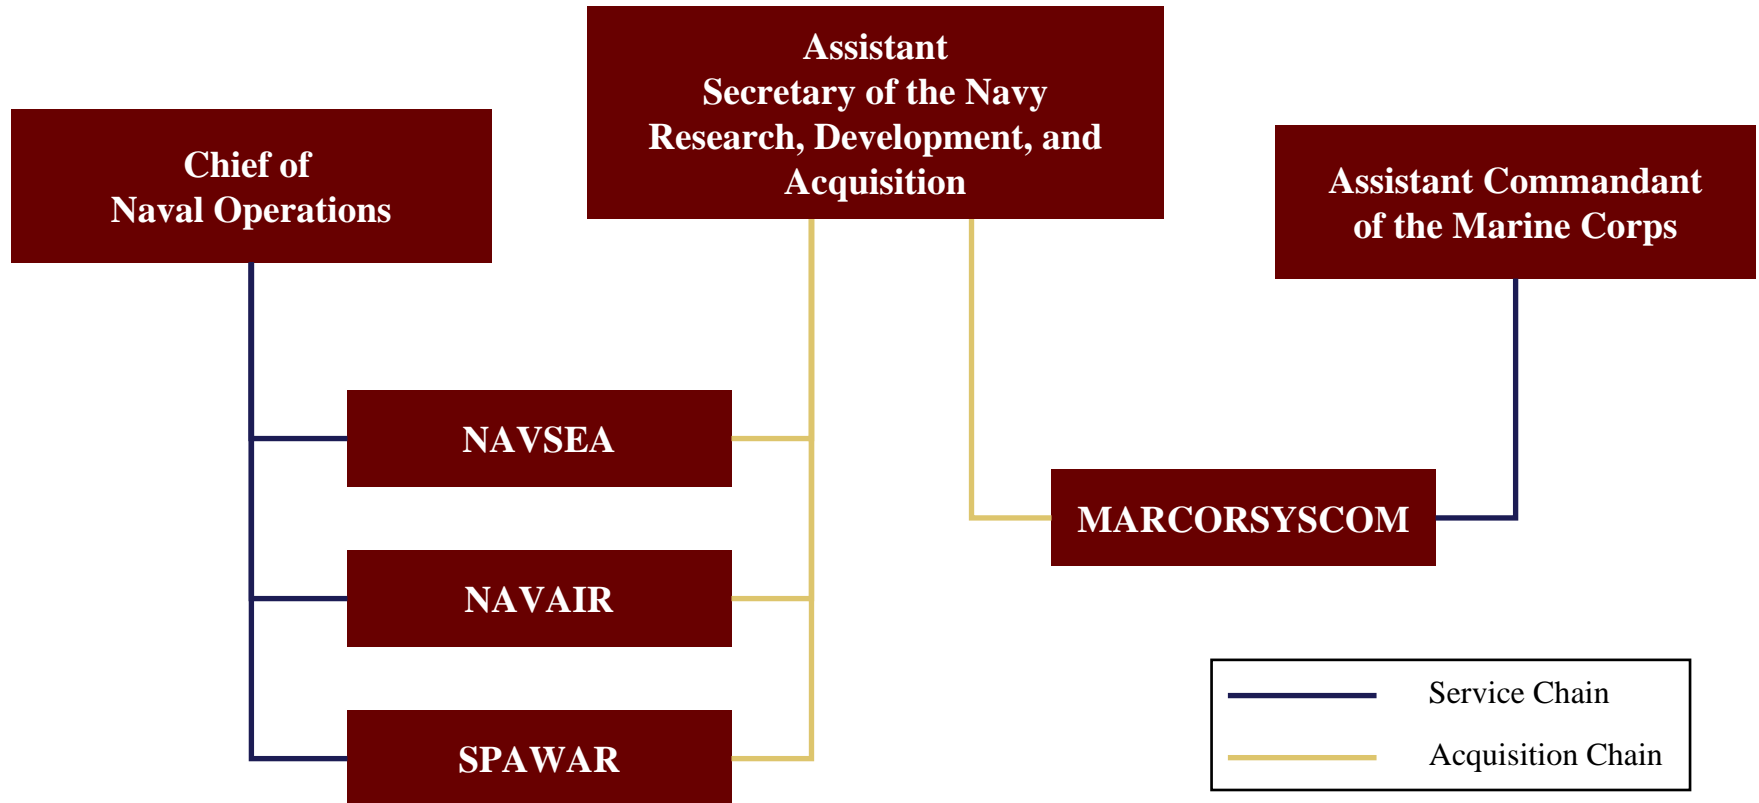 Assistant
Secretary of the Navy
Research, Development, and
Acquisition
Chief of
Naval Operations
Assistant Commandant
of the Marine Corps
NAVSEA
MARCORSYSCOM
NAVAIR
SPAWAR
Service Chain
Acquisition Chain